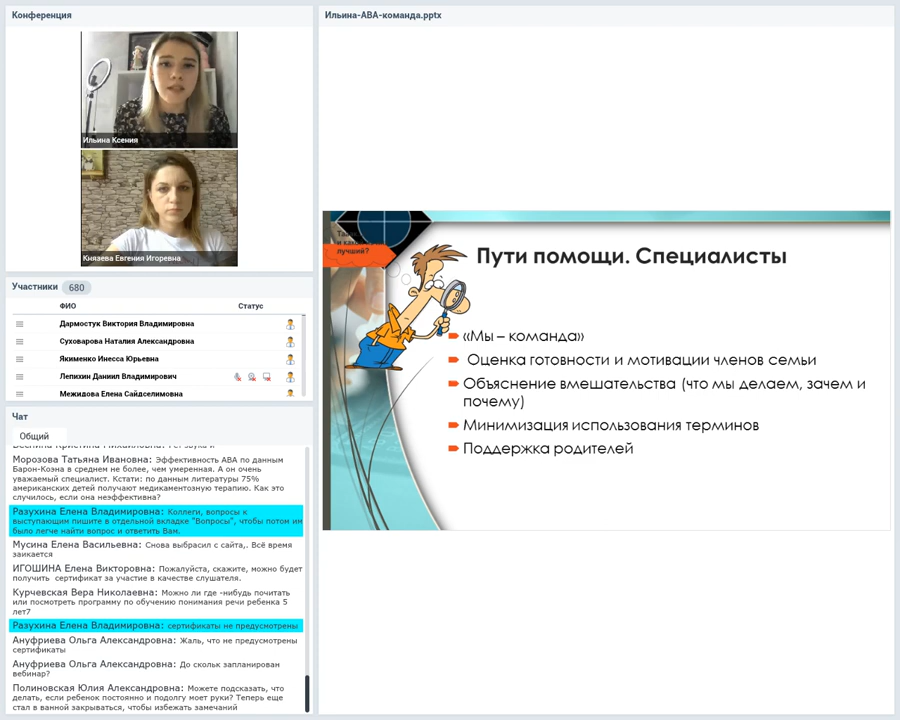 Конференция
Ильина Ксения
Князева Евгения Игоревна
Участники 680
ФИО Статус
Дармостук Виктория Владимировна
Суховарова Наталия Александровна
Якименко Инесса Юрьевна
Лепихин Даниил Владимирович
Межидова Елена Сайдселимовна
Чат
Общий
Морозова Татьяна Ивановна: Эффективность АВА по данным
Барон-Коэна в среднем не более, чем умеренная. А он очень
уважаемый специалист. Кстати: по данным литературы 75%
американских детей получают медикаментозную терапию. Как это
случилось, если она неэффективна?
Разухина Елена Владимировна: Коллеги, вопросы к
выступающим пишите в отдельной вкладке "Вопросы", чтобы потом им
было легче найти вопрос и ответить Вам.
Мусина Елена Васильевна: Снова выбрасил с сайта,. Всё время
заикается
ИГОШИНА Елена Викторовна: Пожалуйста, скажите, можно будет
получить сертификат за участие в качестве слушателя.
Курчевская Вера Николаевна: Можно ли где -нибудь почитать
или посмотреть программу по обучению понимания речи ребенка 5
лет7
Разухина Елена Владимировна: сертификаты не предусмотрены
Ануфриева Ольга Александровна: Жаль, что не предусмотрены
сертификаты
Ануфриева Ольга Александровна: До скольк запланирован
вебинар?
Полиновская Юлия Александровна: Можете подсказать, что
делать, если ребенок постоянно и подолгу моет руки? Теперь еще
стал в ванной закрываться, чтобы избежать замечаний
Ильина-АВА-команда.pptx
лучший?
Пути помощи. Специалисты
«Мы – команда»
Оценка готовности и мотивации членов семьи
Объяснение вмешательства (что мы делаем, зачем и
почему)
Минимизация использования терминов
Поддержка родителей